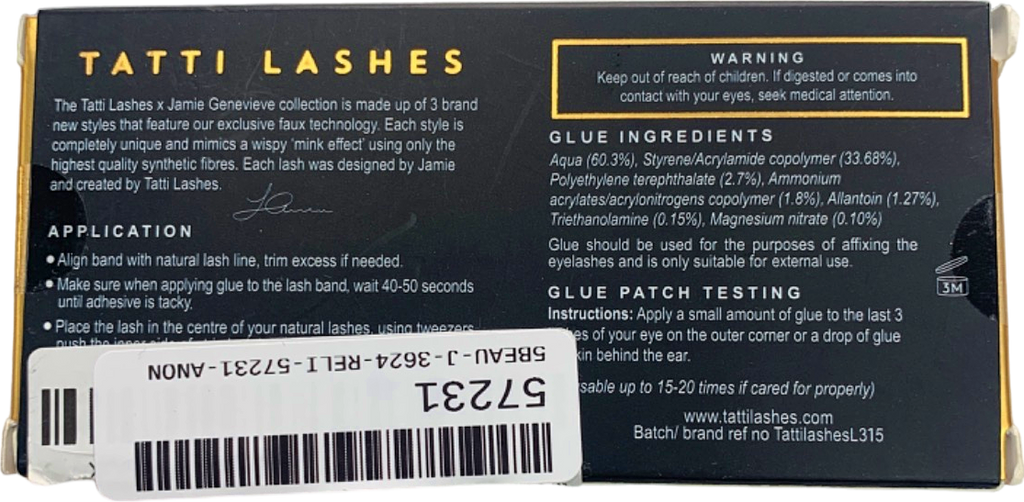 TATTI LASHES
The Tatti Lashes x Jamie Genevieve collection is made up of 3 brand
new styles that feature our exclusive faux technology. Each style is
completely unique and mimics a wispy 'mink effect' using only the
highest quality synthetic fibres. Each lash was designed by Jamie
and created by Tatti Lashes.
APPLICATION
• Align band with natural lash line, trim excess if needed.
• Make sure when applying glue to the lash band, wait 40-50 seconds
until adhesive is tacky.
• Place the lash in the centre of your natural lashes, using tweezers
push the inner
5BEAU-J-3624-RELI-57231-ANON
57231
WARNING
Keep out of reach of children. If digested or comes into
contact with your eyes, seek medical attention.
GLUE INGREDIENTS
Aqua (60.3%), Styrene/Acrylamide copolymer (33.68%),
Polyethylene terephthalate (2.7%), Ammonium
acrylates/acrylonitrogens copolymer (1.8%), Allantoin (1.27%),
Triethanolamine (0.15%), Magnesium nitrate (0.10%)
Glue should be used for the purposes of affixing the
eyelashes and is only suitable for external use.
3M
GLUE PATCH TESTING
Instructions: Apply a small amount of glue to the last 3
es of your eye on the outer corner or a drop of glue
kin behind the ear.
sable up to 15-20 times if cared for properly)
www.tattilashes.com
Batch/ brand ref no TattilashesL315